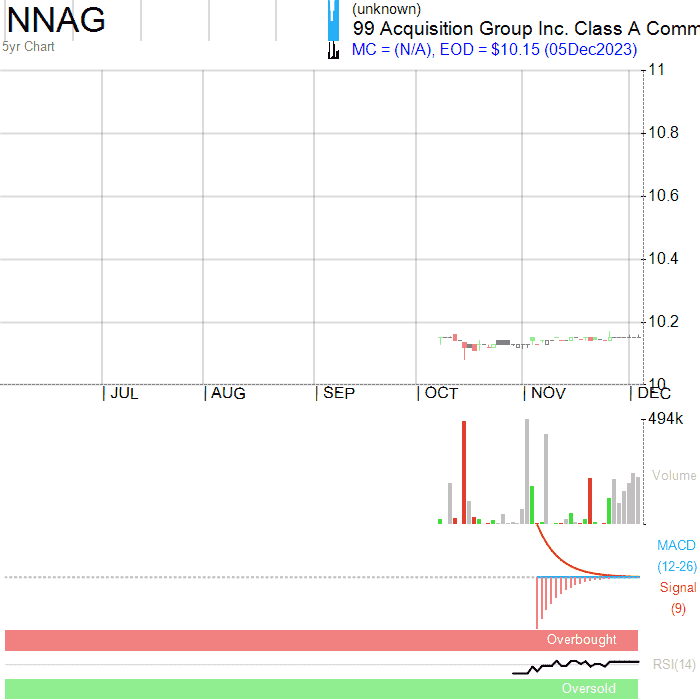 NNAG
5yr Chart
(unknown)
99 Acquisition Group Inc. Class A Comm
MC = (N/A), EOD = $10.15 (05Dec2023)
11
10.8
10.6
10.4
10.2
10
JUL
AUG
SEP
OCT
NOV
DEC
494k
Volume
MACD
(12-26)
Signal
(9)
Overbought
RSI(14)
Oversold